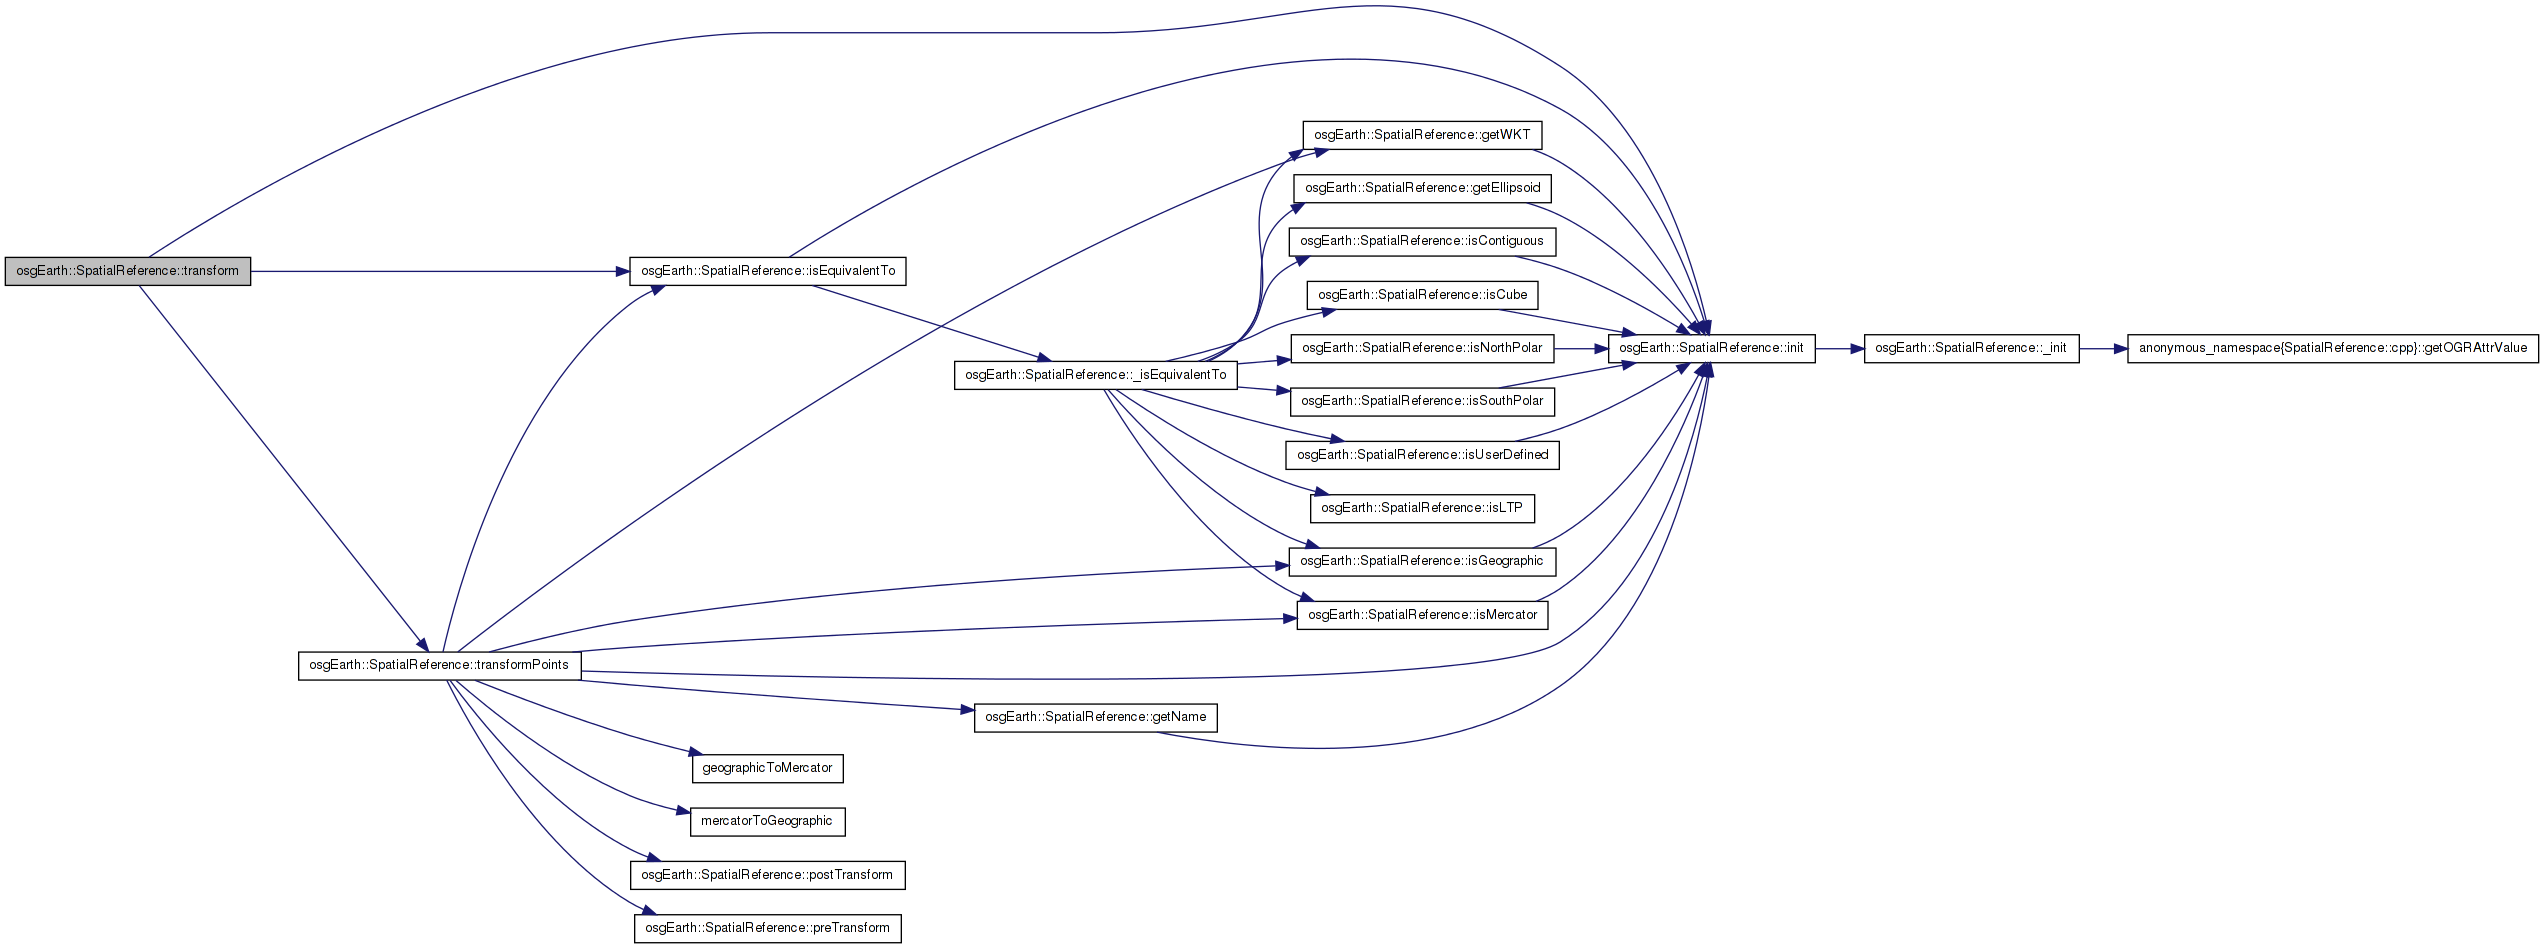 osgEarth::SpatialReference::getWKT
osgEarth::SpatialReference::getEllipsoid
osgEarth::SpatialReference::isContiguous
osgEarth::SpatialReference::transform
osgEarth::SpatialReference::isEquivalentTo
osgEarth::SpatialReference::isCube
osgEarth::SpatialReference::isNorthPolar
osgEarth::SpatialReference::init
osgEarth::SpatialReference::_init
anonymous_namespace{SpatialReference::cpp}::getOGRAttrValue
osgEarth::SpatialReference::_isEquivalentTo
osgEarth::SpatialReference::isSouthPolar
osgEarth::SpatialReference::isUserDefined
osgEarth::SpatialReference::isLTP
osgEarth::SpatialReference::isGeographic
osgEarth::SpatialReference::isMercator
osgEarth::SpatialReference::transformPoints
osgEarth::SpatialReference::getName
geographicToMercator
mercatorToGeographic
osgEarth::SpatialReference::postTransform
osgEarth::SpatialReference::preTransform